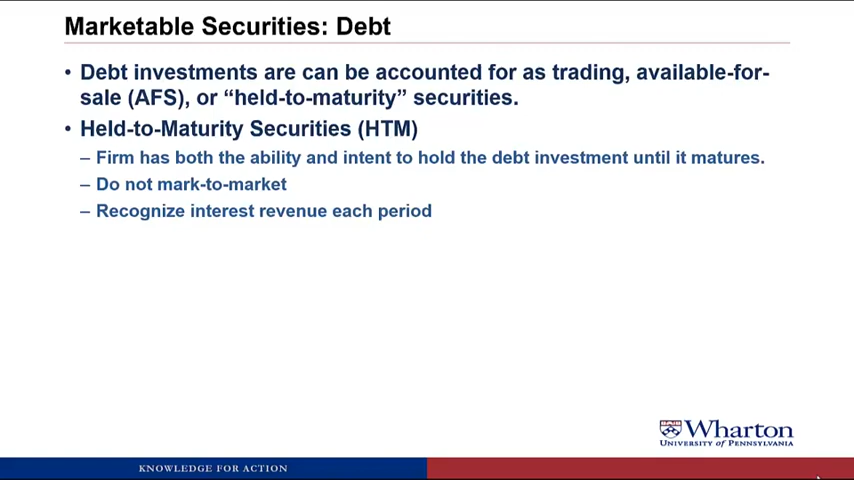 Marketable Securities: Debt
• Debt investments are can be accounted for as trading, available-for-
sale (AFS), or “held-to-maturity” securities.
• Held-to-Maturity Securities (HTM)
– Firm has both the ability and intent to hold the debt investment until it matures.
– Do not mark-to-market
– Recognize interest revenue each period
Wharton
UNIVERSITY of PENNSYLVANIA
KNOWLEDGE FOR ACTION